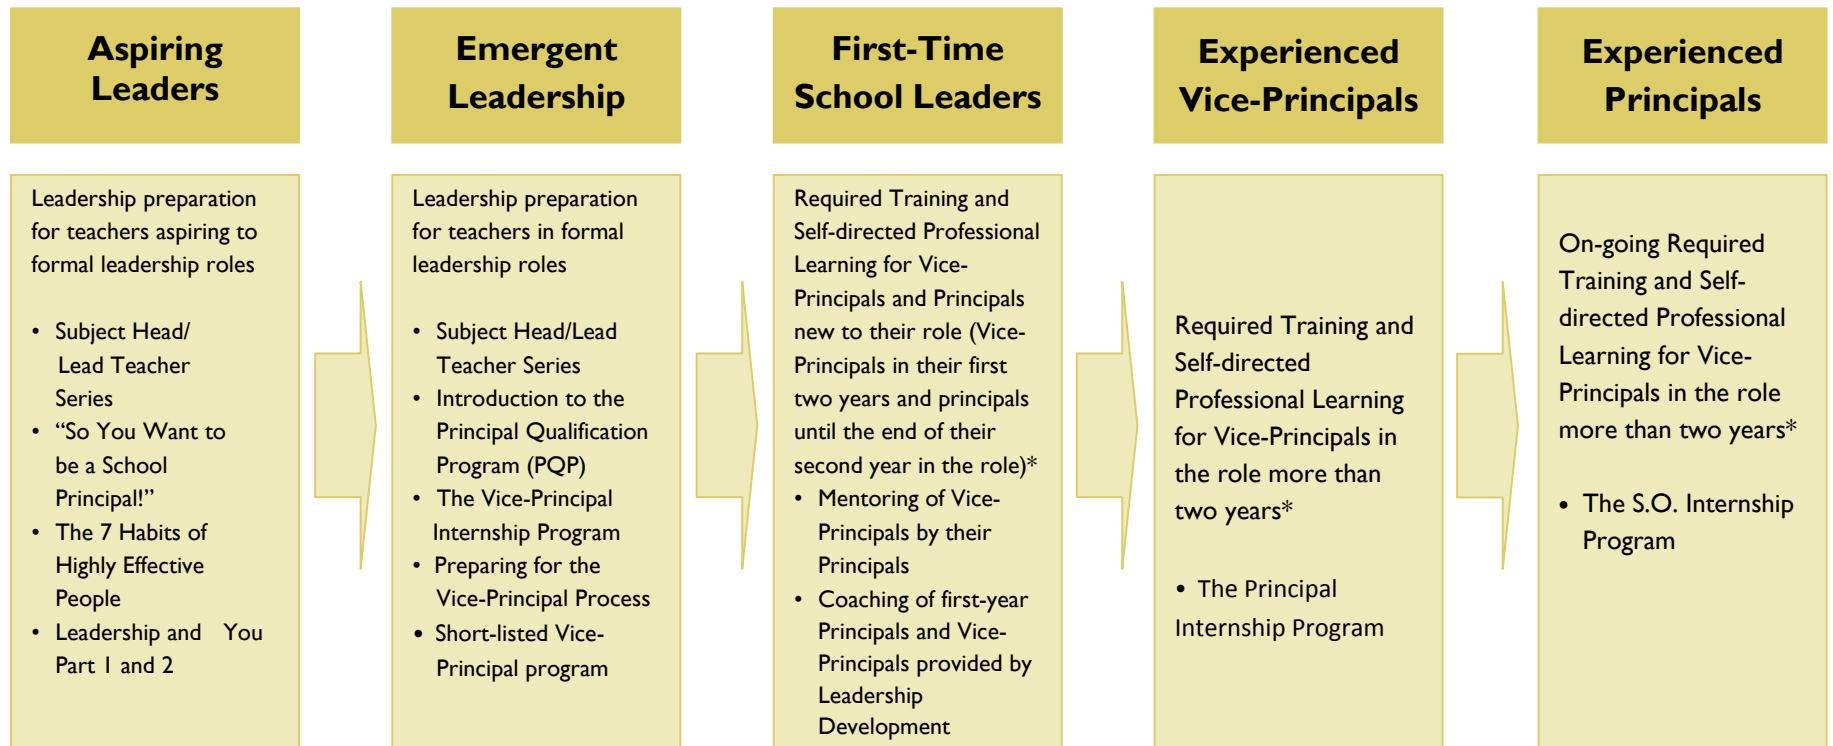 Aspiring
Leaders
Leadership preparation
for teachers aspiring to
formal leadership roles
• Subject Head/
Lead Teacher
Series
• “So You Want to
be a School
Principal!”
• The 7 Habits of
Highly Effective
People
• Leadership and You
Part 1 and 2
Emergent
Leadership
Leadership preparation
for teachers in formal
leadership roles
• Subject Head/Lead
Teacher Series
• Introduction to the
Principal Qualification
Program (PQP)
• The Vice-Principal
Internship Program
• Preparing for the
Vice-Principal Process
• Short-listed Vice-
Principal program
First-Time
School Leaders
Required Training and
Self-directed Professional
Learning for Vice-
Principals and Principals
new to their role (Vice-
Principals in their first
two years and principals
until the end of their
second year in the role)*
• Mentoring of Vice-
Principals by their
Principals
• Coaching of first-year
Principals and Vice-
Principals provided by
Leadership
Development
Experienced
Vice-Principals
Required Training and
Self-directed
Professional Learning
for Vice-Principals in
the role more than
two years*
• The Principal
Internship Program
Experienced
Principals
On-going Required
Training and Self-
directed Professional
Learning for Vice-
Principals in the role
more than two years*
• The S.O. Internship
Program